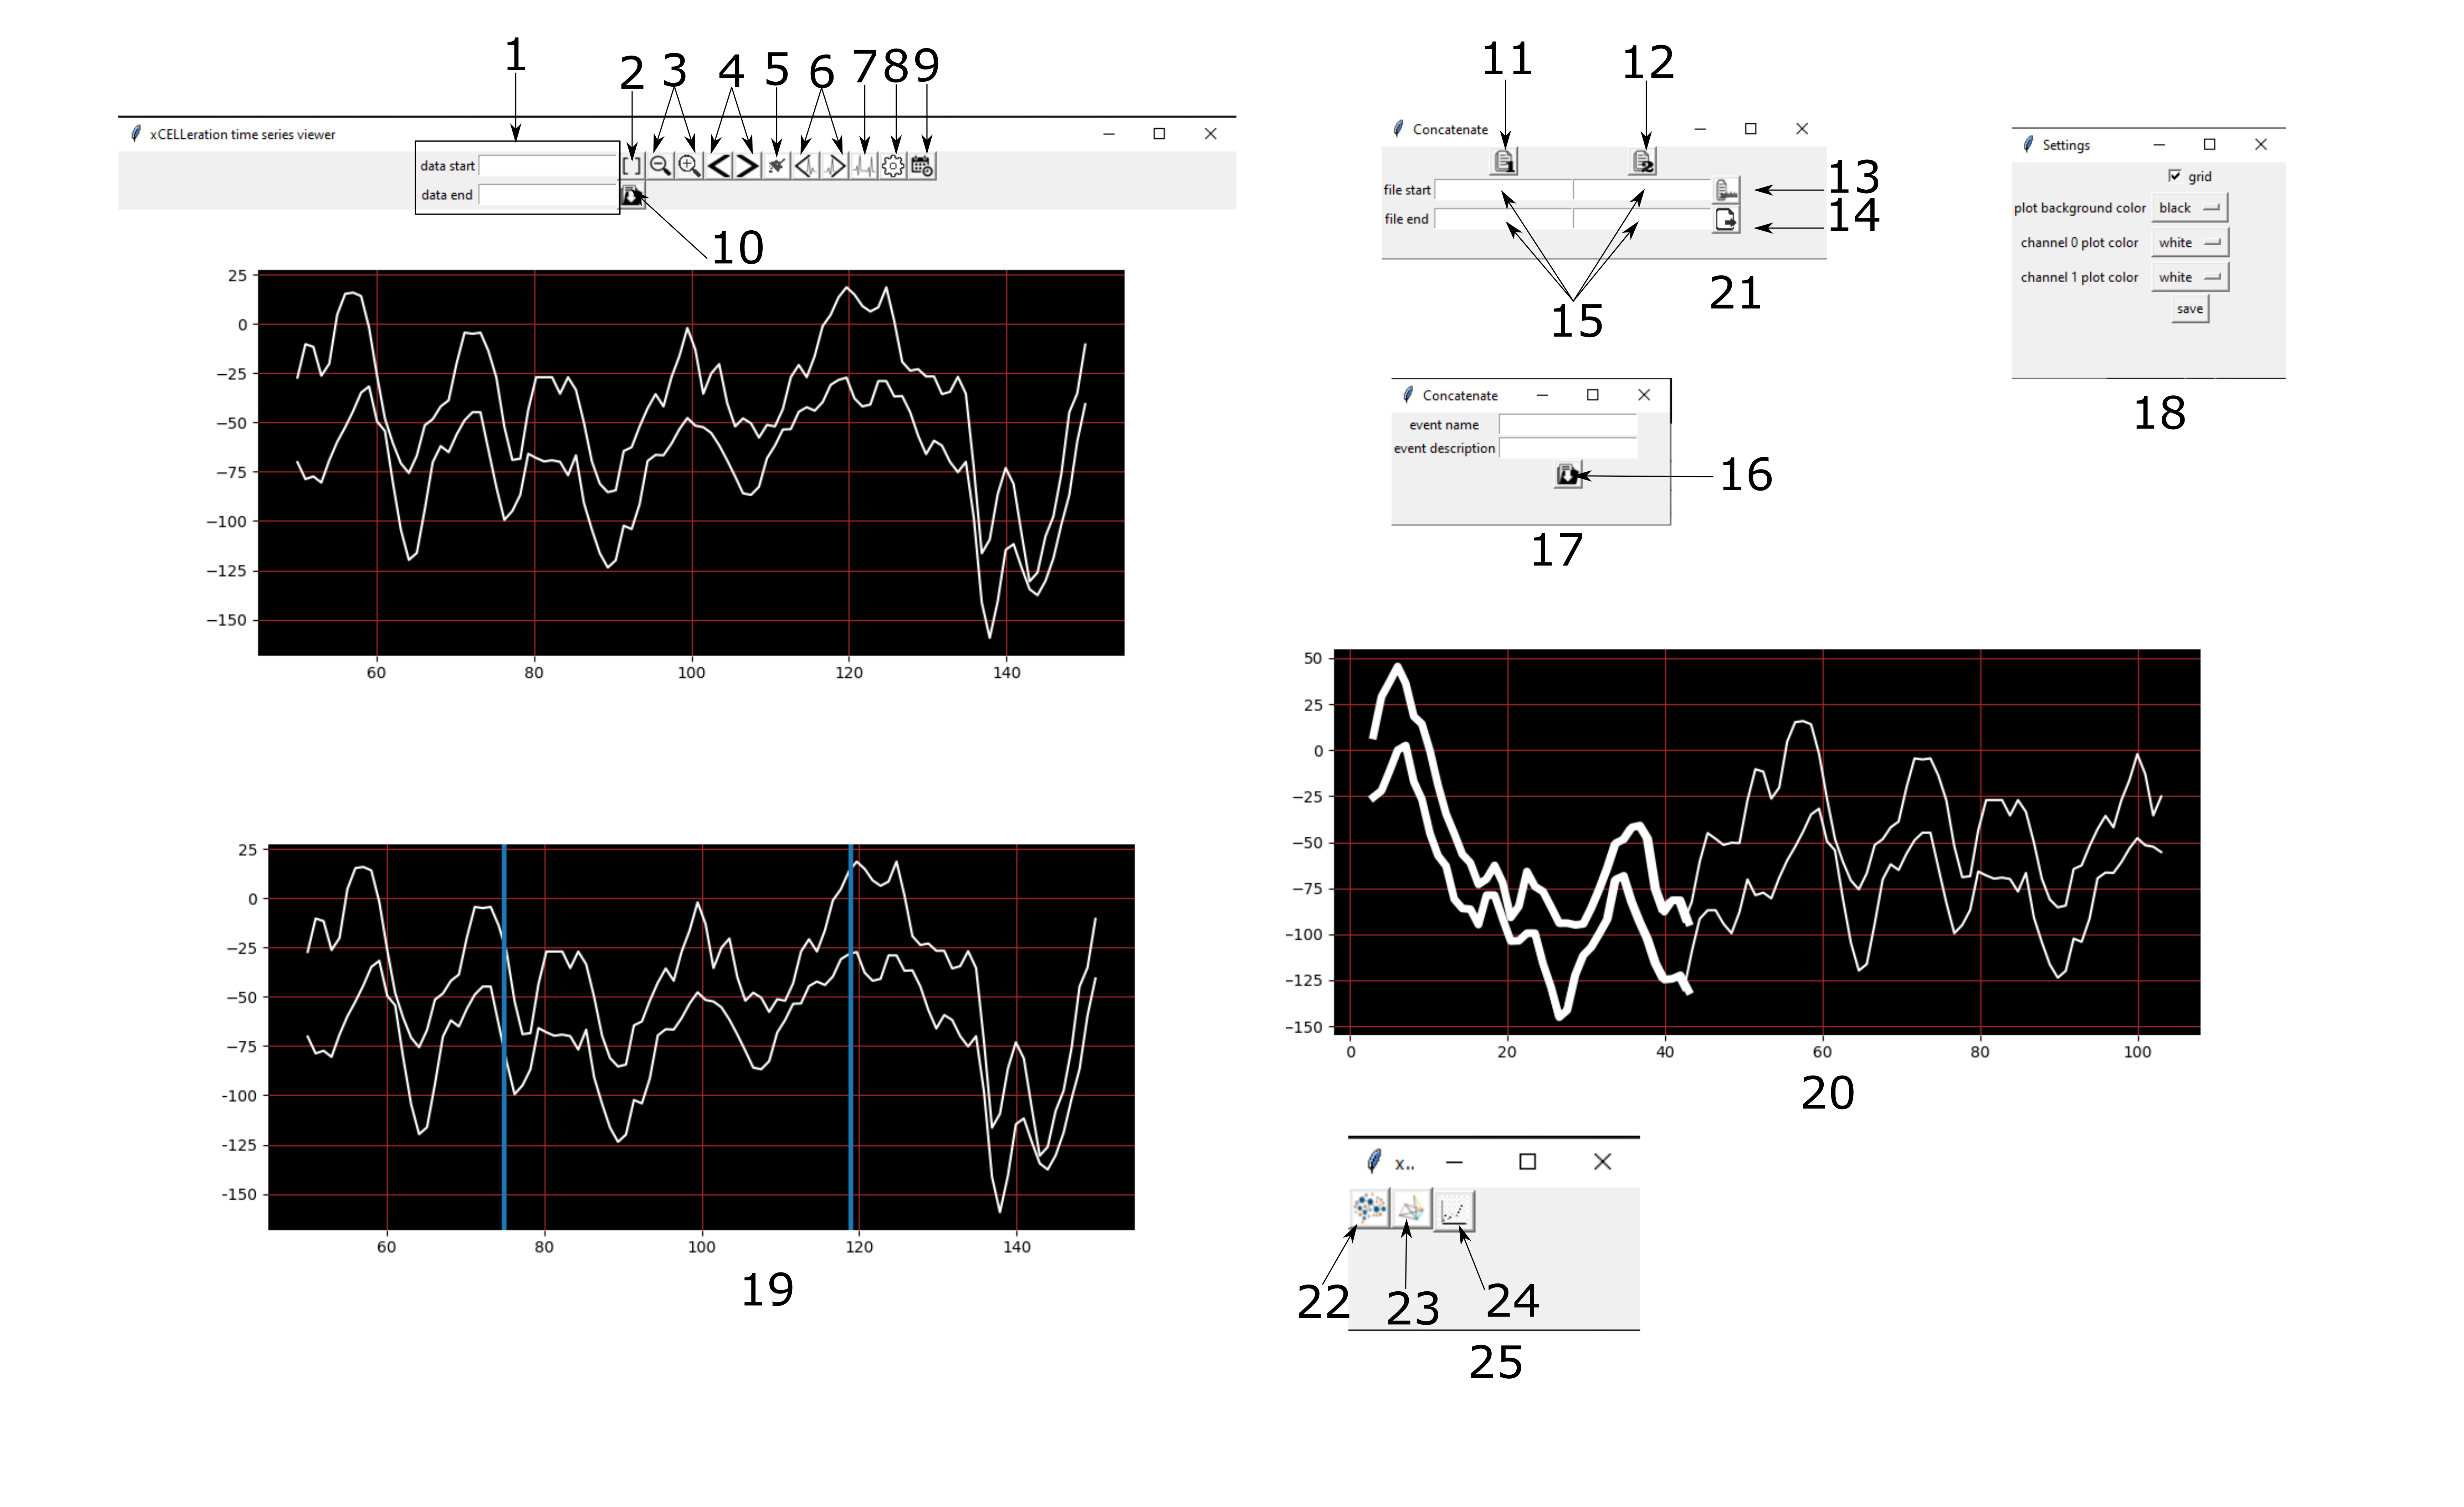 1
2 3 4 5 6 7 8 9
xCELLeration time series viewer
data start
data end
10
25
0
−25
−50
−75
−100
−125
−150
60 80 100 120 140
25
0
−25
−50
−75
-100
-125
-150
60 80 100 120 140
19
11 12
Concatenate
1 2
file start
file end
13
14
15
21
Concatenate
event name
event description
16
17
Settings
grid
plot background color black
channel 0 plot color white
channel 1 plot color white
save
18
50
25
0
−25
−50
−75
−100
−125
−150
0 20 40 60 80 100
20
x..
22 23 24
25